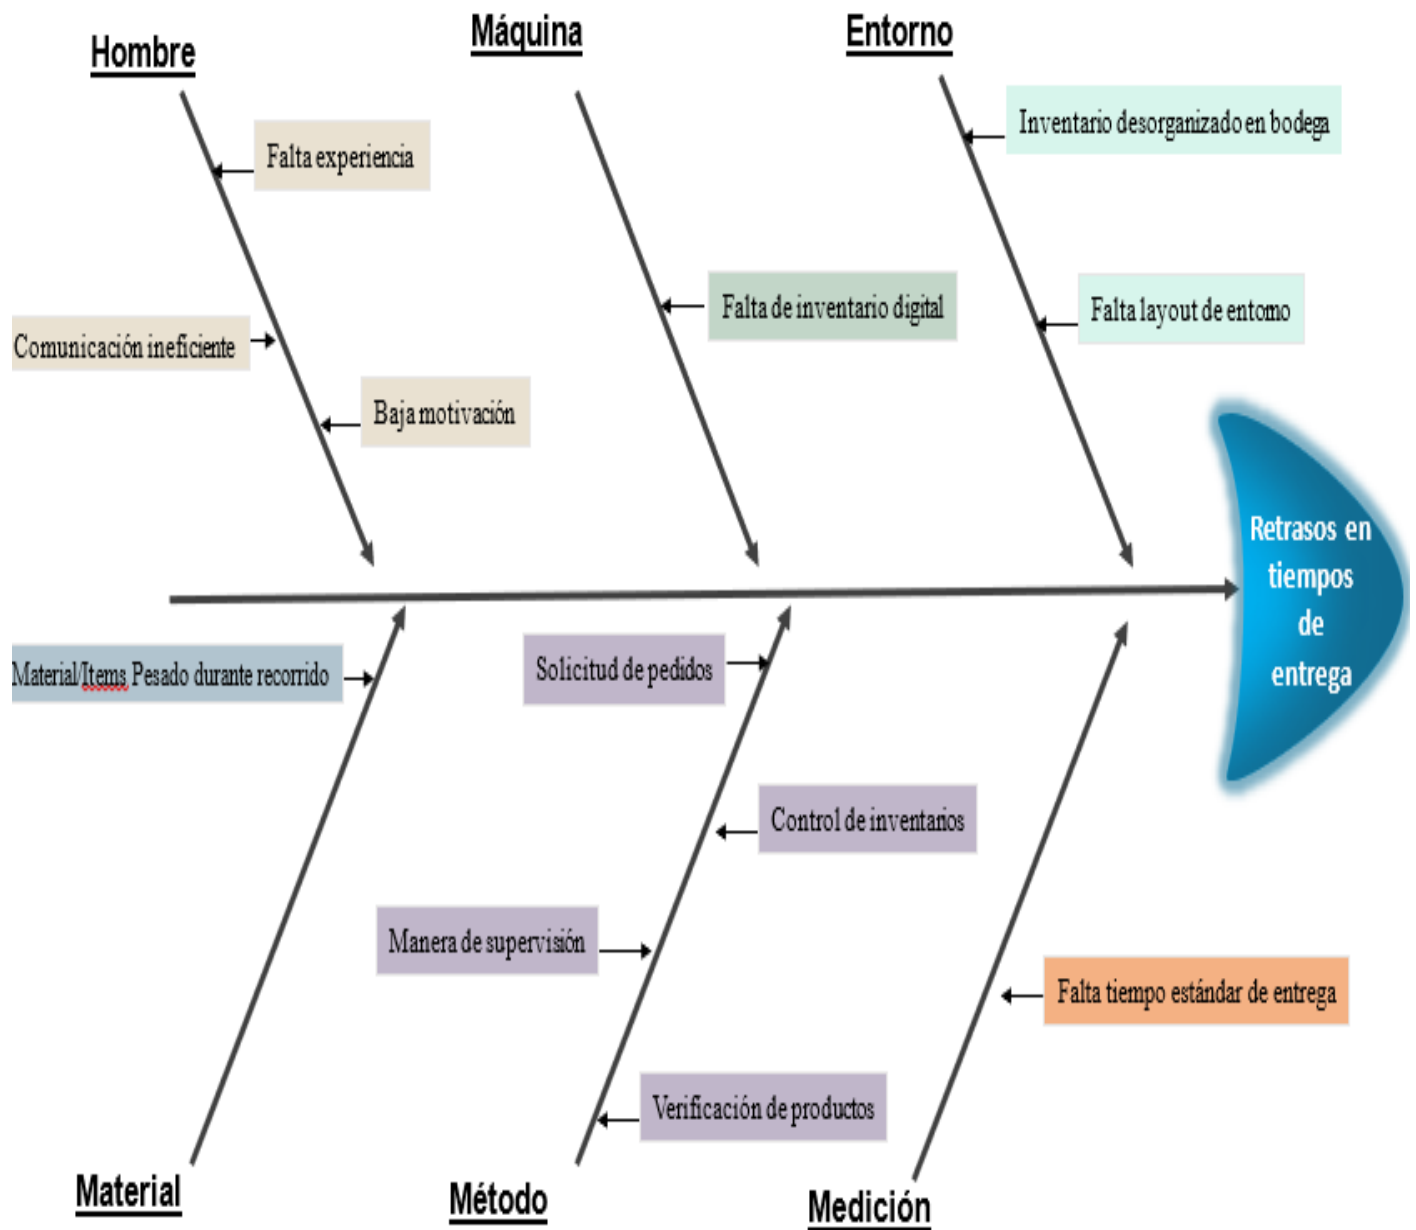 Hombre
Máquina
Entorno
Falta experiencia
Inventario desorganizado en bodega
Comunicación ineficiente
Falta de inventario digital
Falta layout de entorno
Baja motivación
Retrasos en
tiempos
de
entrega
Material/Items Pesado durante recorrido
Solicitud de pedidos
Control de inventarios
Manera de supervisión
Falta tiempo estándar de entrega
Verificación de productos
Material
Método
Medición